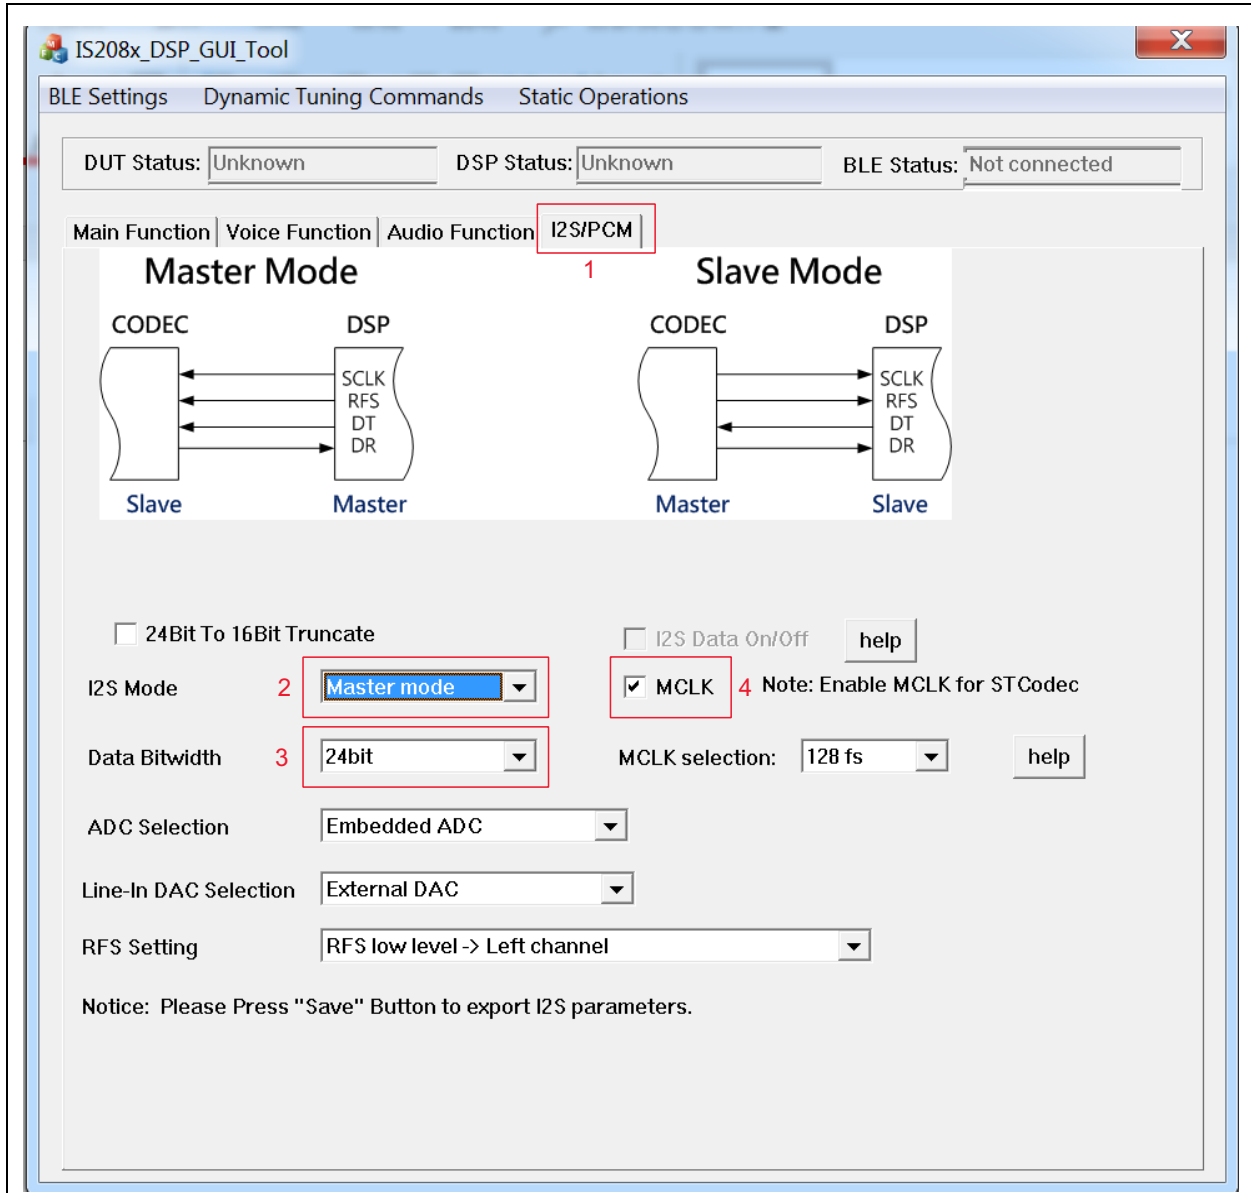 IS208x_DSP_GUI_Tool
X
BLE Settings Dynamic Tuning Commands Static Operations
DUT Status: Unknown DSP Status: Unknown BLE Status: Not connected
Main Function Voice Function Audio Function I2S/PCM
1
Master Mode Slave Mode
CODEC DSP CODEC DSP
SCLK SCLK
RFS RFS
DT DT
DR DR
Slave Master Master Slave
24Bit To 16Bit Truncate I2S Data On/Off help
I2S Mode 2 Master mode MCLK 4 Note: Enable MCLK for STCodec
Data Bitwidth 3 24bit MCLK selection: 128 fs help
ADC Selection Embedded ADC
Line-In DAC Selection External DAC
RFS Setting RFS low level -> Left channel
Notice: Please Press "Save" Button to export I2S parameters.